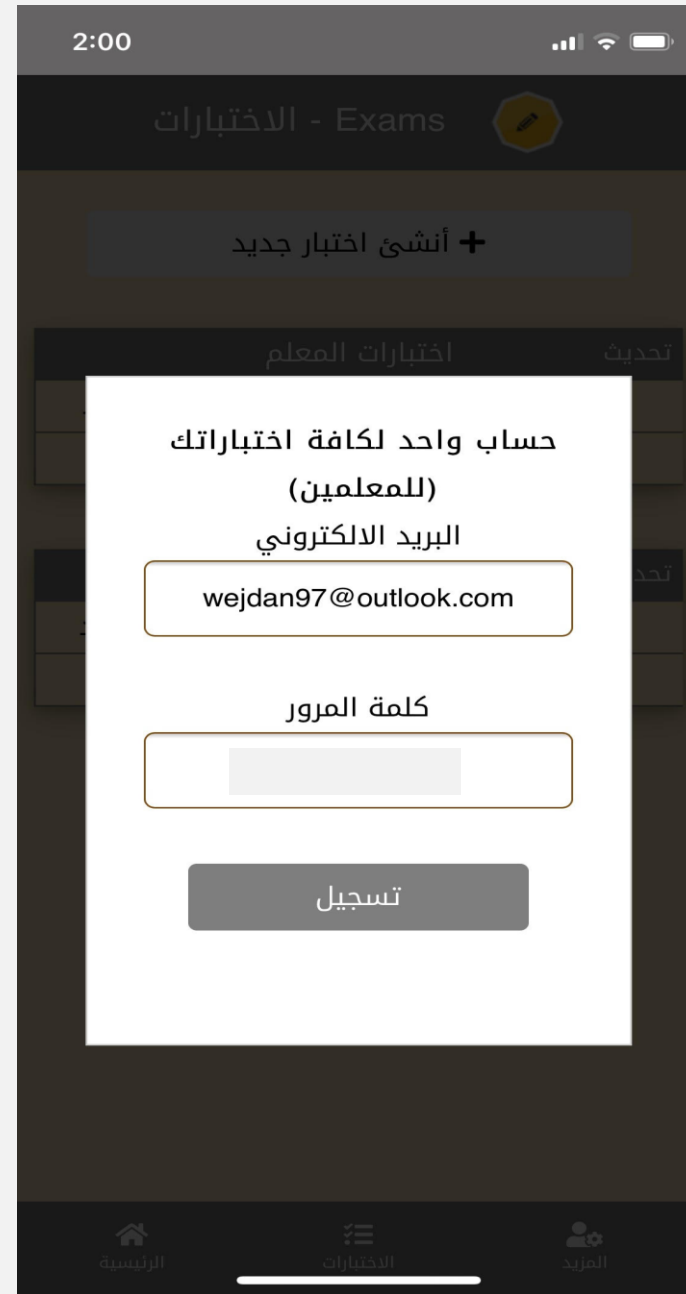 2:00
Exams - الاختبارات
+ أنشئ اختبار جديد
اختبارات المعلم
تحديث
حساب واحد لكافة اختباراتك
(للمعلمين)
البريد الالكتروني
wejdan97@outlook.com
كلمة المرور
تسجيل
المزيد
الاختبارات
الرئيسية